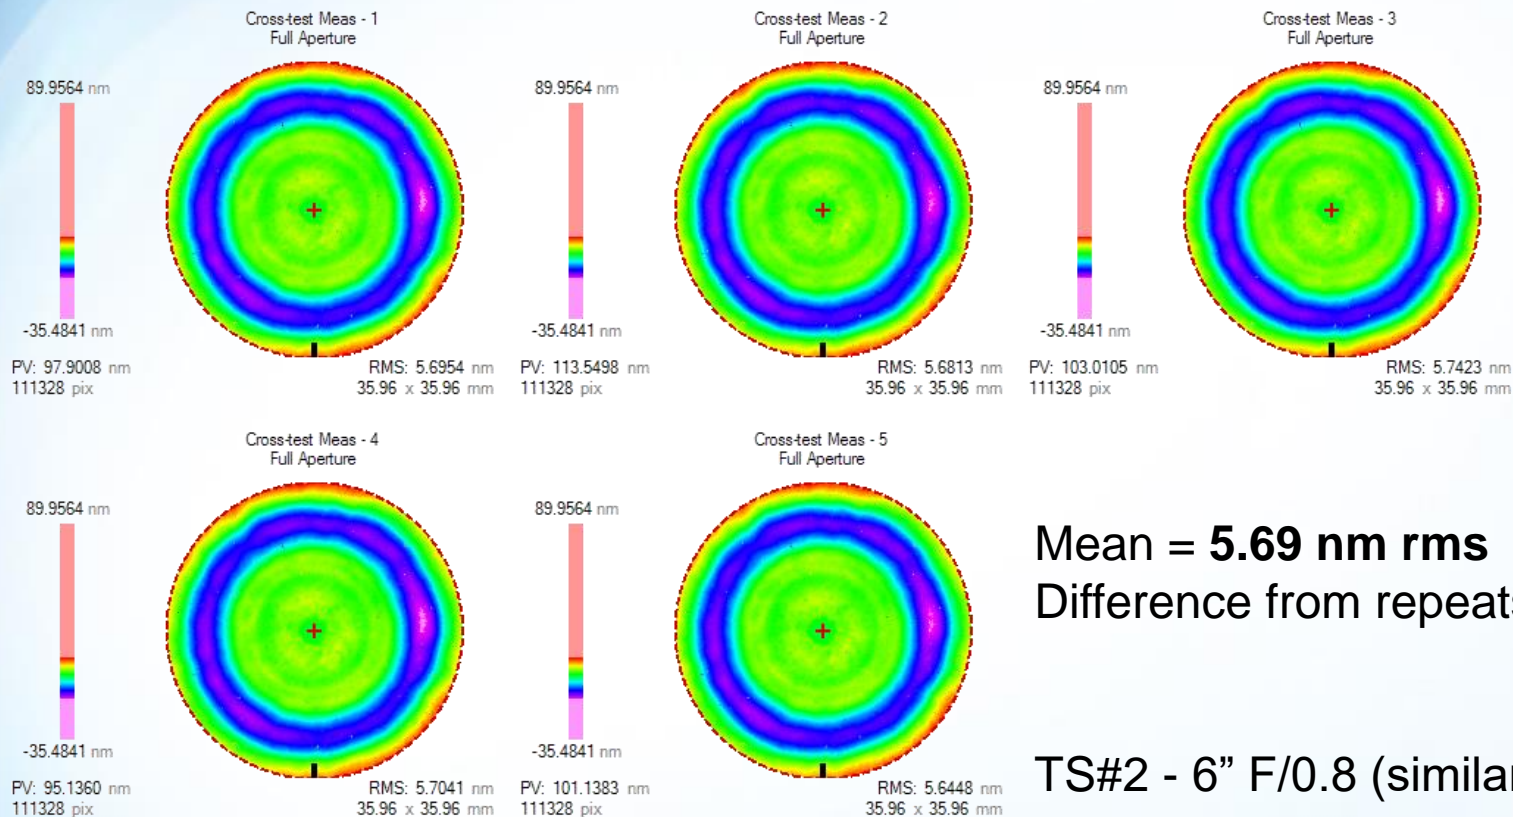 Cross-test Meas - 1
Full Aperture
89.9564 nm
-35.4841 nm
PV: 97.9008 nm
111328 pix
RMS: 5.6954 nm
35.96 x 35.96 mm
Cross-test Meas - 2
Full Aperture
89.9564 nm
-35.4841 nm
PV: 113.5498 nm
111328 pix
RMS: 5.6813 nm
35.96 x 35.96 mm
Cross-test Meas - 3
Full Aperture
89.9564 nm
-35.4841 nm
PV: 103.0105 nm
111328 pix
RMS: 5.7423 nm
35.96 x 35.96 mm
Cross-test Meas - 4
Full Aperture
89.9564 nm
-35.4841 nm
PV: 95.1360 nm
111328 pix
RMS: 5.7041 nm
35.96 x 35.96 mm
Cross-test Meas - 5
Full Aperture
89.9564 nm
-35.4841 nm
PV: 101.1383 nm
111328 pix
RMS: 5.6448 nm
35.96 x 35.96 mm
Mean = 5.69 nm rms
Difference from repeats
TS#2 - 6” F/0.8 (similar